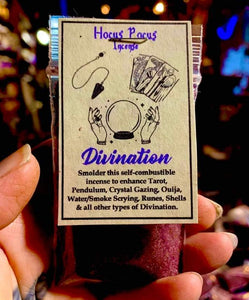 Hocus Pocus
Incense
Divination
Smolder this self-combustible
incense to enhance Tarot,
Pendulum, Crystal Gazing, Ouija,
Water/Smoke Scrying, Runes, Shells
& all other types of Divination.